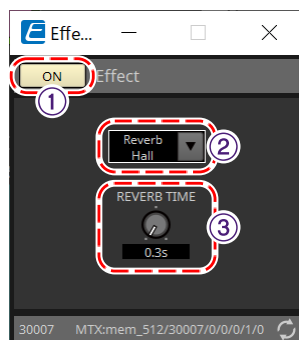 Effe...
ON Effect
①
Reverb
Hall
②
REVERB TIME
③
0.3s
30007 MTX:mem_512/30007/0/0/0/1/0